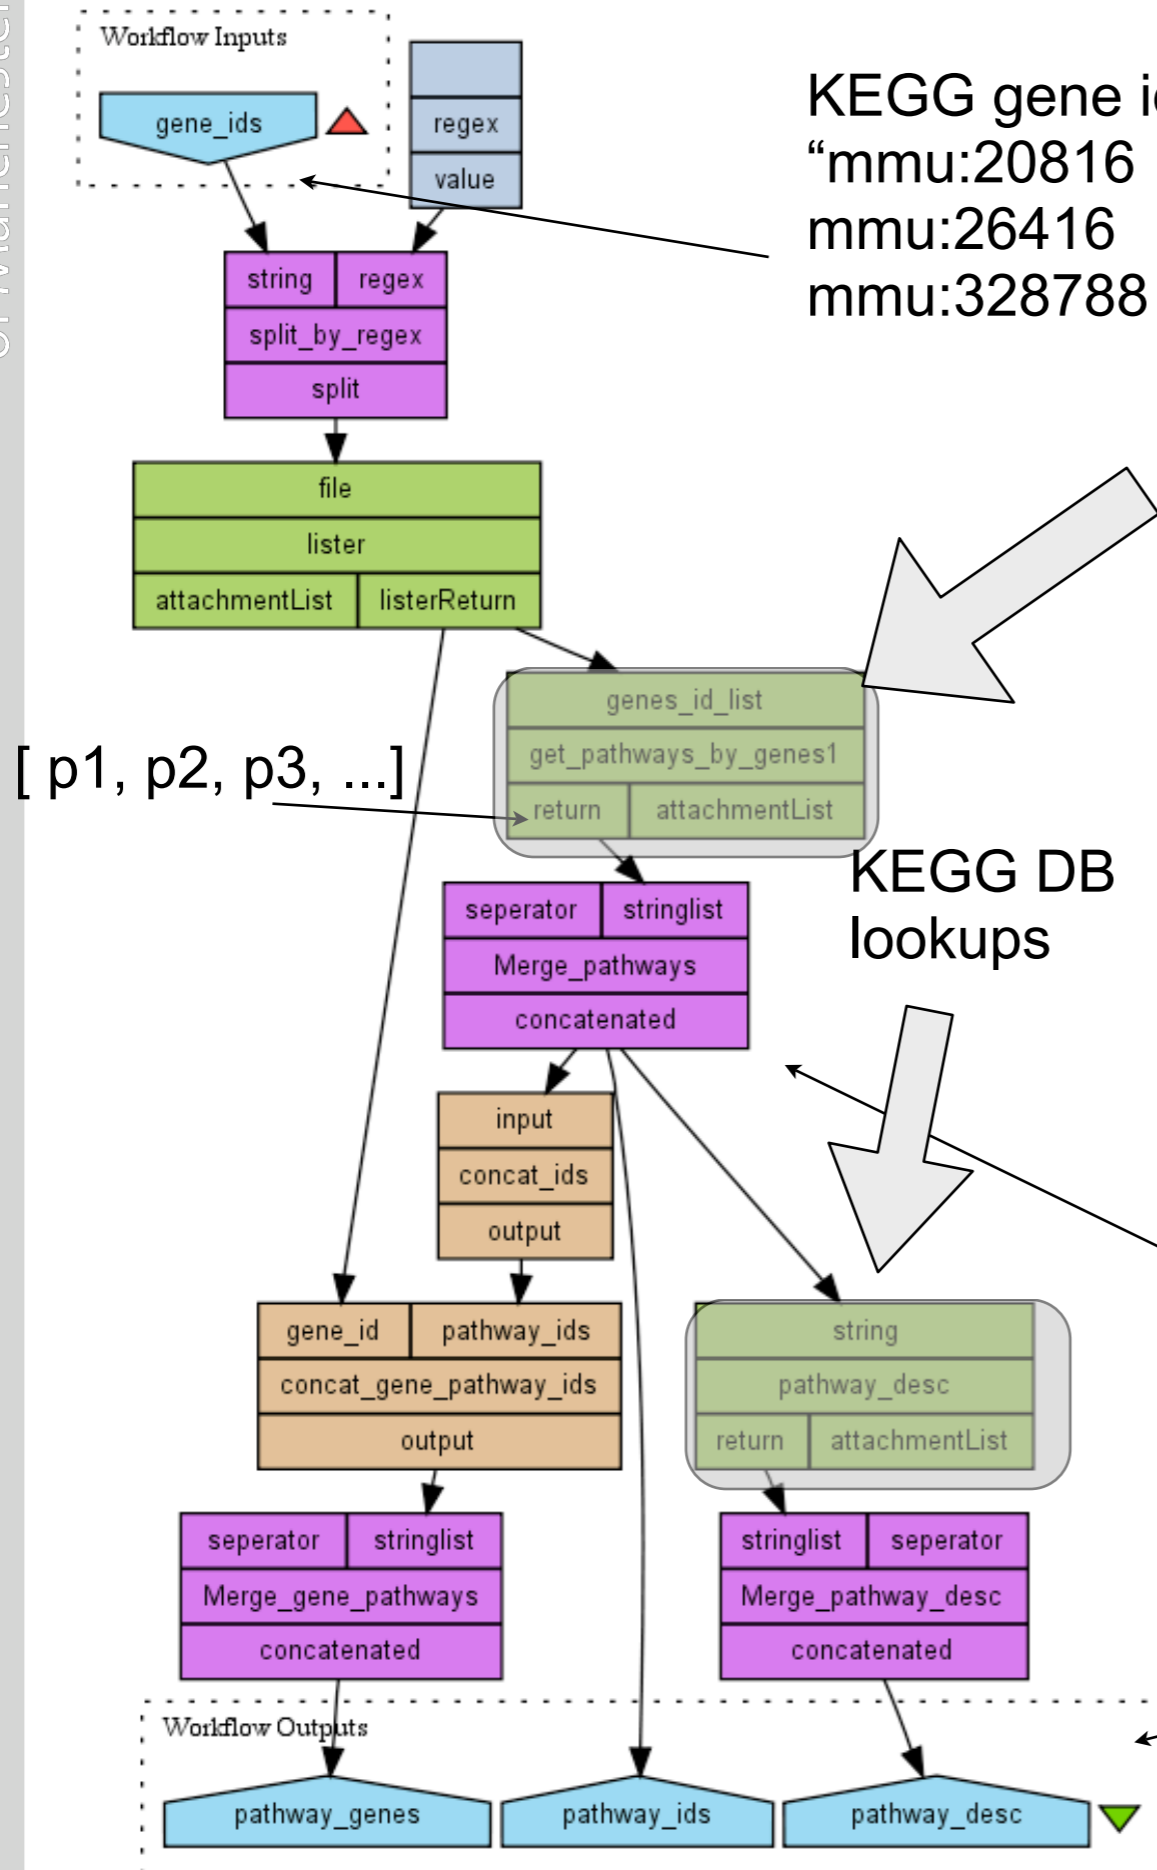 of Manchester
Workflow Inputs
gene_ids
regex
value
KEGG gene
“mmu:20816
mmu:26416
mmu:328788
string regex
split_by_regex
split
file
lister
attachmentList listerReturn
genes_id_list
get_pathways_by_genes1
return attachmentList
[ p1, p2, p3, ...]
KEGG DB
lookups
seperator stringlist
Merge_pathways
concatenated
input
concat_ids
output
gene_id pathway_ids
concat_gene_pathway_ids
output
string
pathway_desc
return attachmentList
seperator stringlist
Merge_gene_pathways
concatenated
stringlist seperator
Merge_pathway_desc
concatenated
Workflow Outputs
pathway_genes
pathway_ids
pathway_desc